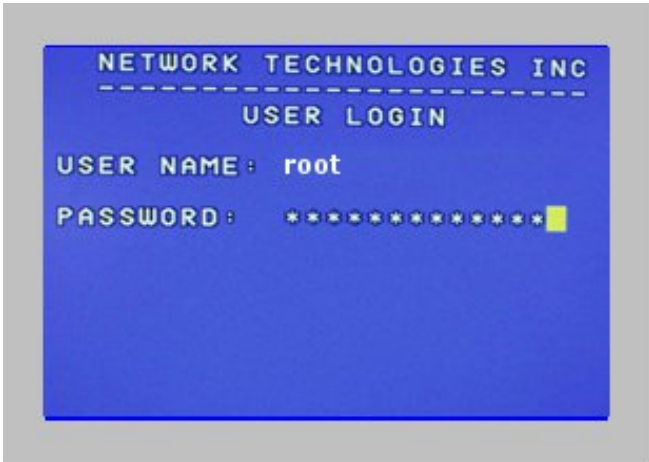 NETWORK TECHNOLOGIES INC
------------------------
USER LOGIN
USER NAME: root
PASSWORD: *************